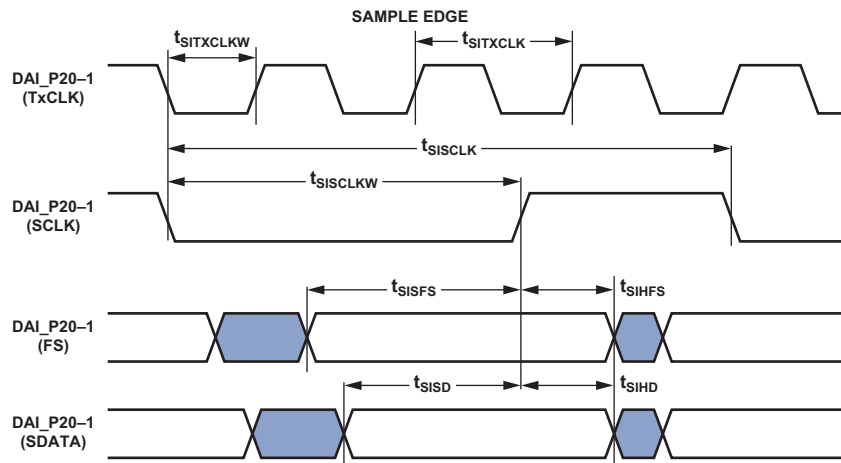 SAMPLE EDGE
tSITXCLKW
tSITXCLK
DAI_P20–1
(TxCLK)
tSISCLK
tSISCLKW
DAI_P20–1
(SCLK)
tSISFS
tSIHFS
DAI_P20–1
(FS)
tSISD
tSIHD
DAI_P20–1
(SDATA)